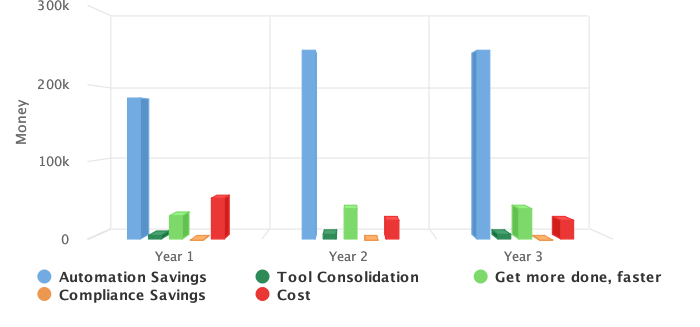 300k
200k
100k
0
Money
Year 1 Year 2 Year 3
Automation Savings Tool Consolidation Get more done, faster
Compliance Savings Cost